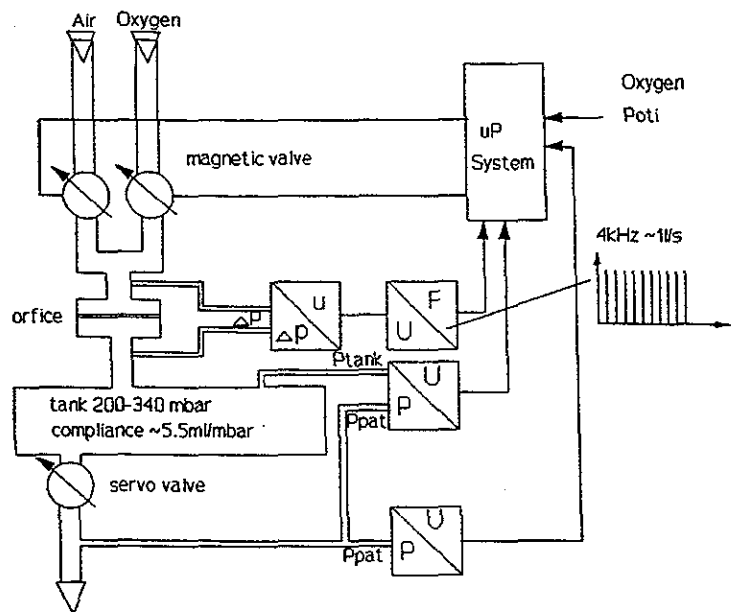 Air Oxygen
Oxygen
Poti
uP
System
magnetic valve
4kHz ~1l/s
orfice
ΔP
u
Δp
F
U
Ptank
U
P
Ppat
tank 200-340 mbar
compliance ~5.5ml/mbar
servo valve
U
P
Ppat